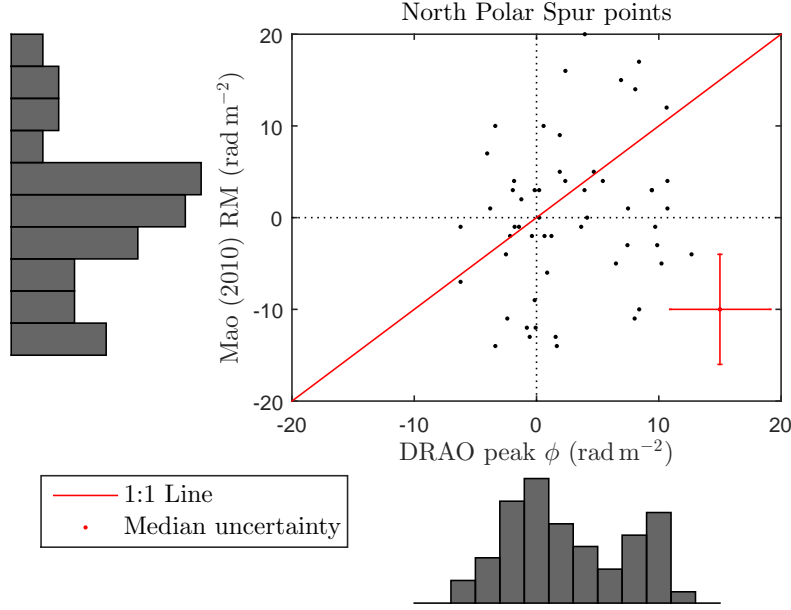 North Polar Spur points
20
10
0
-10
-20
Mao (2010) RM (rad m⁻²)
-20
-10
0
10
20
DRAO peak ϕ (rad m⁻²)
1:1 Line
Median uncertainty